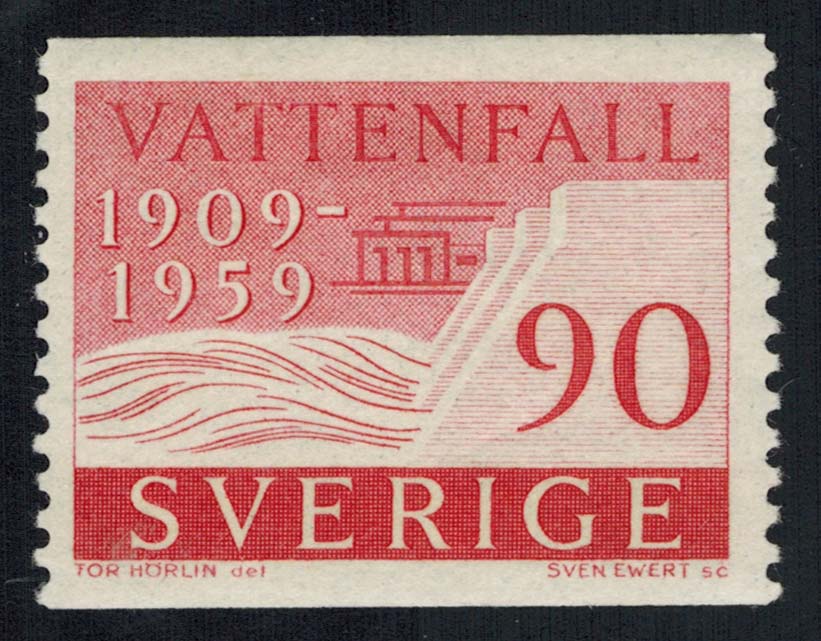 VATTENFALL
1909-
1959
90
SVERIGE
TOR HÖRLIN del SVEN EWERT sc